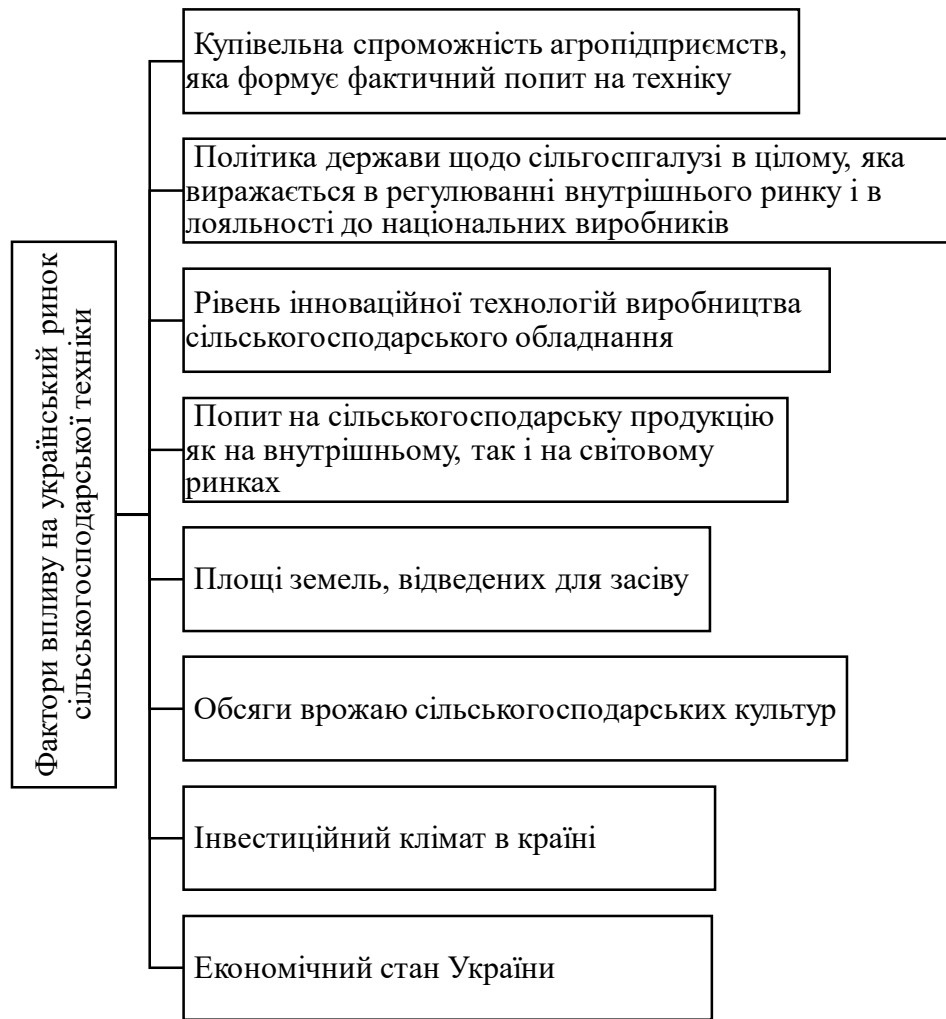 Фактори впливу на український ринок
сільськогосподарської техніки
Купівельна спроможність агропідприємств,
яка формує фактичний попит на техніку
Політика держави щодо сільгоспгалузі в цілому, яка
виражається в регулюванні внутрішнього ринку і в
лояльності до національних виробників
Рівень інноваційної технологій виробництва
сільськогосподарського обладнання
Попит на сільськогосподарську продукцію
як на внутрішньому, так і на світовому
ринках
Площі земель, відведених для засіву
Обсяги врожаю сільськогосподарських культур
Інвестиційний клімат в країні
Економічний стан України